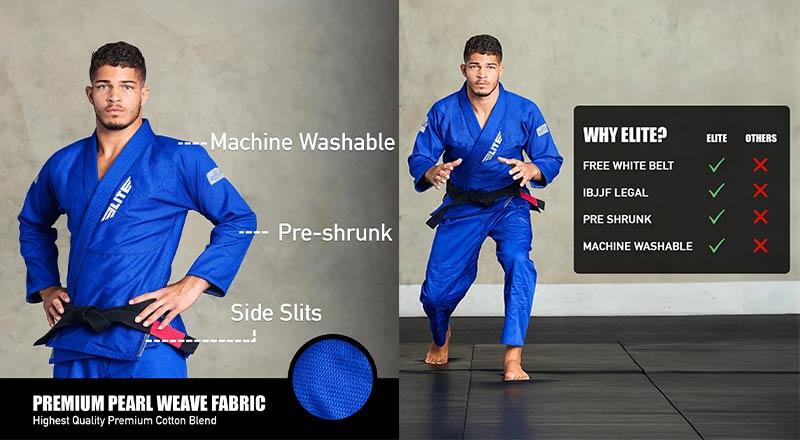 Machine Washable
ELITE
Pre-shrunk
Side Slits
PREMIUM PEARL WEAVE FABRIC
Highest Quality Premium Cotton Blend
ELITE
WHY ELITE? ELITE OTHERS
FREE WHITE BELT
IBJJF LEGAL
PRE SHRUNK
MACHINE WASHABLE